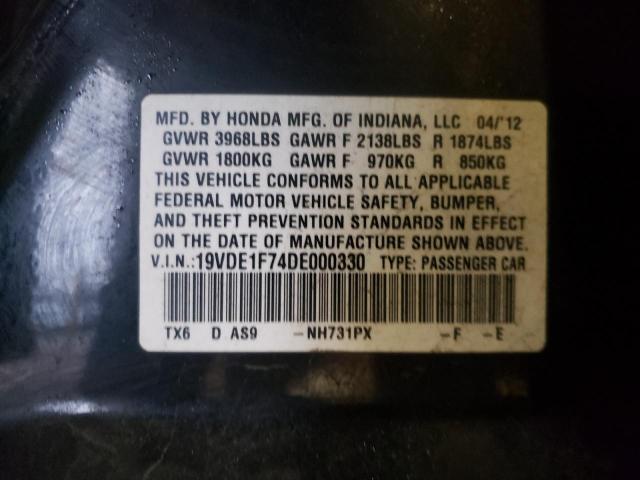 MFD. BY HONDA MFG. OF INDIANA, LLC 04/'12
GVWR 3968LBS GAWR F 2138LBS R 1874LBS
GVWR 1800KG GAWR F 970KG R 850KG
THIS VEHICLE CONFORMS TO ALL APPLICABLE
FEDERAL MOTOR VEHICLE SAFETY, BUMPER,
AND THEFT PREVENTION STANDARDS IN EFFECT
ON THE DATE OF MANUFACTURE SHOWN ABOVE.
V.I.N.:19VDE1F74DE000330 TYPE: PASSENGER CAR
TX6 D AS9 -NH731PX -F -E